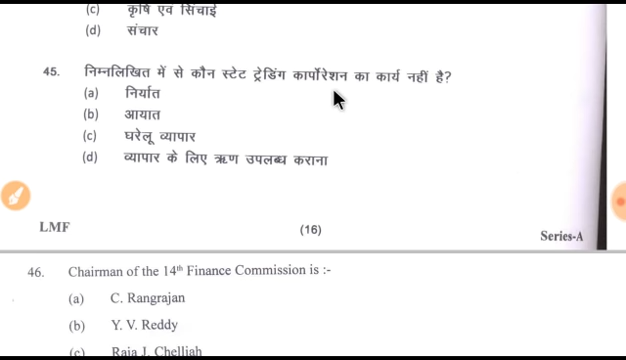 (c) कृषि एवं सिंचाई
(d) संचार
45. निम्नलिखित में से कौन स्टेट ट्रेडिंग कार्पोरेशन का कार्य नहीं है?
(a) निर्यात
(b) आयात
(c) घरेलू व्यापार
(d) व्यापार के लिए ऋण उपलब्ध कराना
LMF (16) Series-A
46. Chairman of the 14th Finance Commission is :-
(a) C. Rangrajan
(b) Y. V. Reddy
(c) Raja J. Chelliah